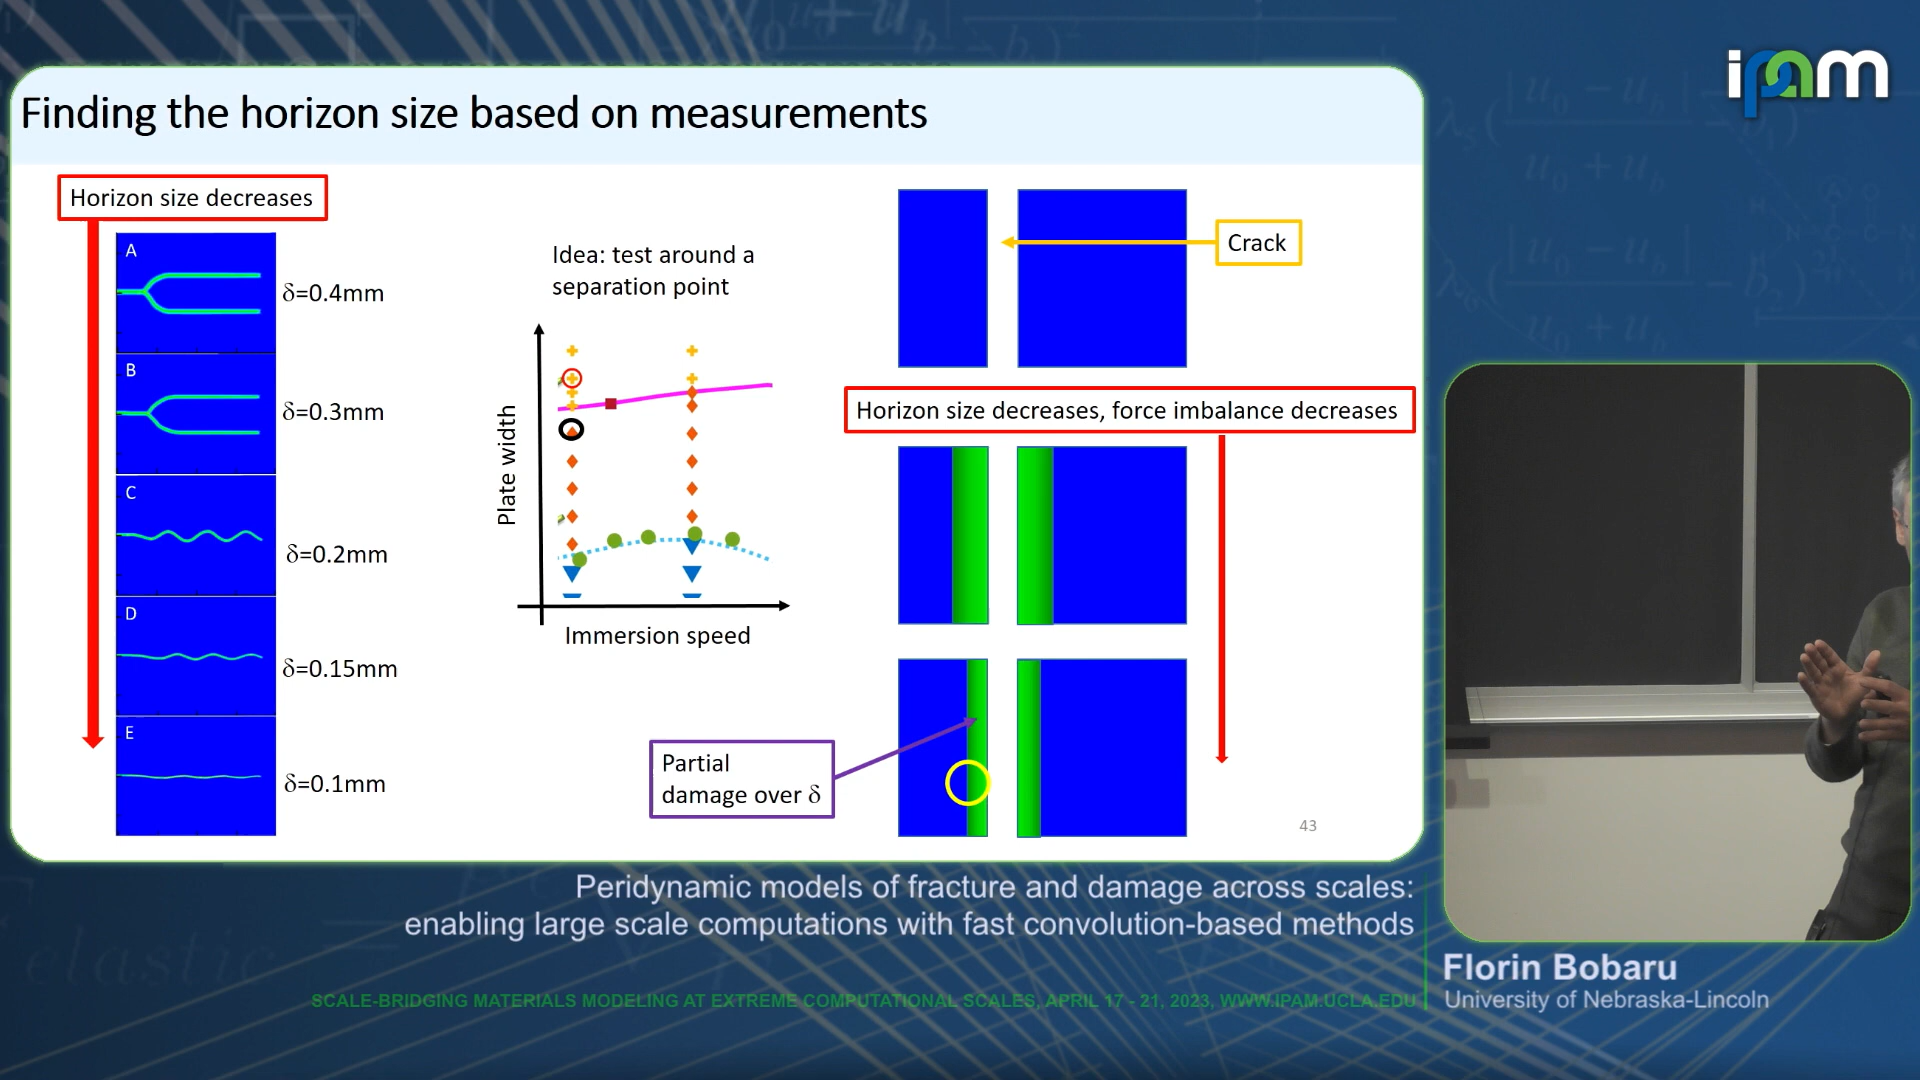 ipam
Finding the horizon size based on measurements
Horizon size decreases
A
δ=0.4mm
B
δ=0.3mm
C
δ=0.2mm
D
δ=0.15mm
E
δ=0.1mm
Idea: test around a
separation point
Plate width
Immersion speed
Crack
Horizon size decreases, force imbalance decreases
Partial
damage over δ
43
Peridynamic models of fracture and damage across scales:
enabling large scale computations with fast convolution-based methods
SCALE-BRIDGING MATERIALS MODELING AT EXTREME COMPUTATIONAL SCALES, APRIL 17 - 21, 2023, WWW.IPAM.UCLA.EDU
Florin Bobaru
University of Nebraska-Lincoln
elastic